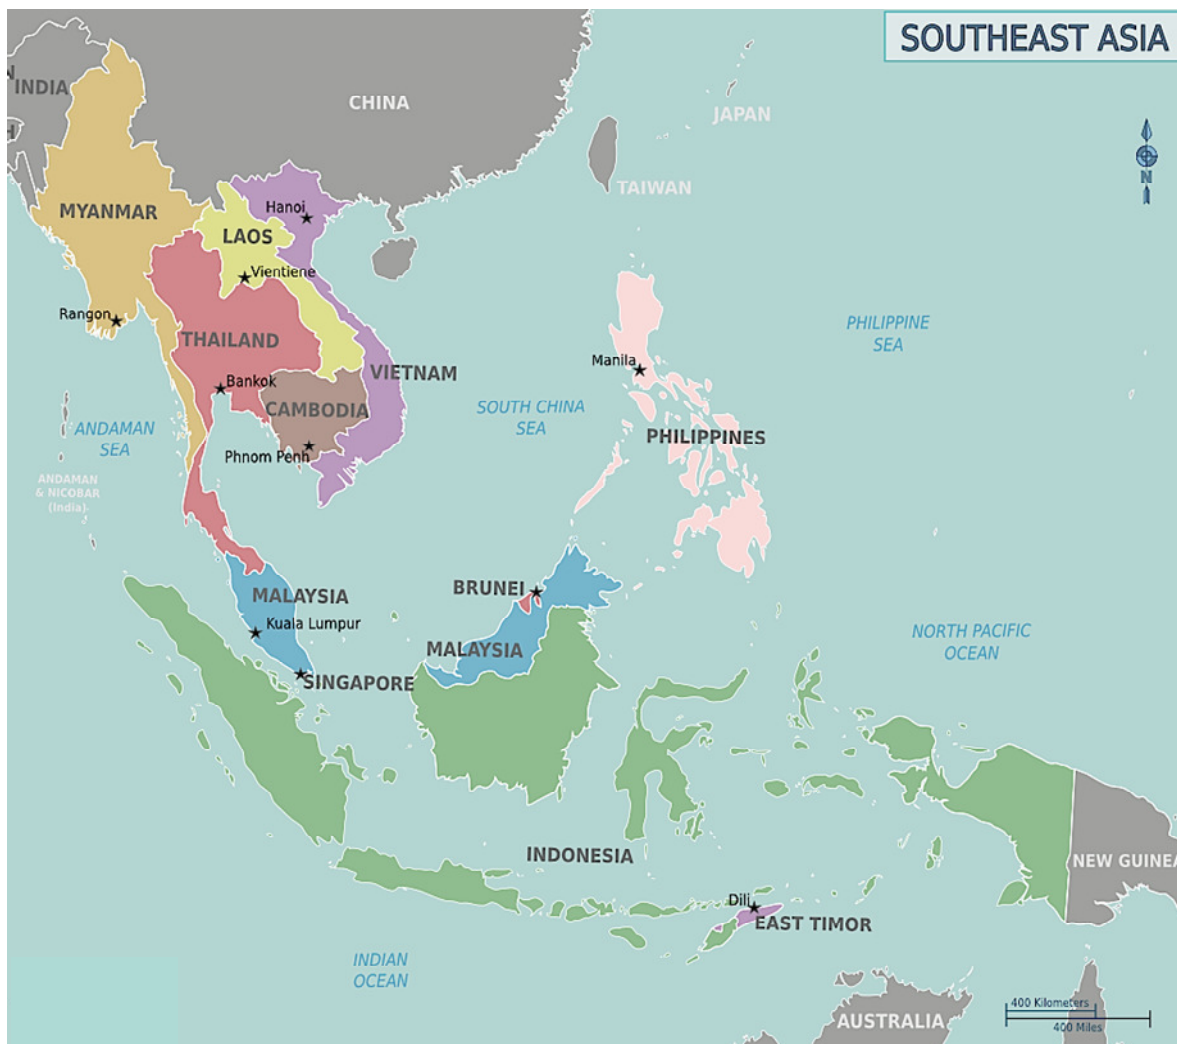 SOUTHEAST ASIA
N
INDIA
H
CHINA
JAPAN
TAIWAN
N
MYANMAR
Hanoi
LAOS
Vientiene
Rangon
THAILAND
PHILIPPINE
SEA
Manila
VIETNAM
Bankok
CAMBODIA
SOUTH CHINA
SEA
ANDAMAN
SEA
PHILIPPINES
Phnom Penh
ANDAMAN
& NICOBAR
(India)
BRUNEI
MALAYSIA
Kuala Lumpur
NORTH PACIFIC
OCEAN
MALAYSIA
SINGAPORE
INDONESIA
NEW GUINEA
Dili
EAST TIMOR
INDIAN
OCEAN
400 Kilometers
400 Miles
AUSTRALIA